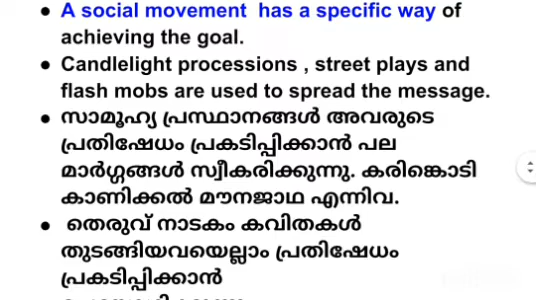 • A social movement has a specific way of
achieving the goal.
• Candlelight processions , street plays and
flash mobs are used to spread the message.
• സാമൂഹ്യ പ്രസ്ഥാനങ്ങൾ അവരുടെ
പ്രതിഷേധം പ്രകടിപ്പിക്കാൻ പല
മാർഗ്ഗങ്ങൾ സ്വീകരിക്കുന്നു. കരിങ്കൊടി
കാണിക്കൽ മൗനജാഥ എന്നിവ.
• തെരുവ് നാടകം കവിതകൾ
തുടങ്ങിയവയെല്ലാം പ്രതിഷേധം
പ്രകടിപ്പിക്കാൻ